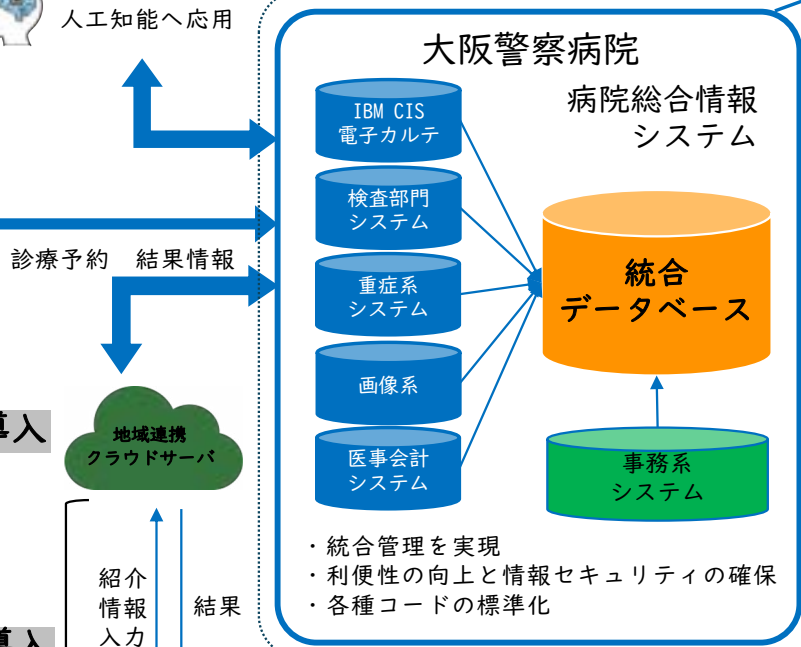 人工知能へ応用
大阪警察病院
病院総合情報
システム
IBM CIS
電子カルテ
検査部門
システム
重症系
システム
画像系
医事会計
システム
統合
データベース
事務系
システム
・統合管理を実現
・利便性の向上と情報セキュリティの確保
・各種コードの標準化
診療予約 結果情報
導入
地域連携
クラウドサーバ
紹介
情報
入力
結果
導入